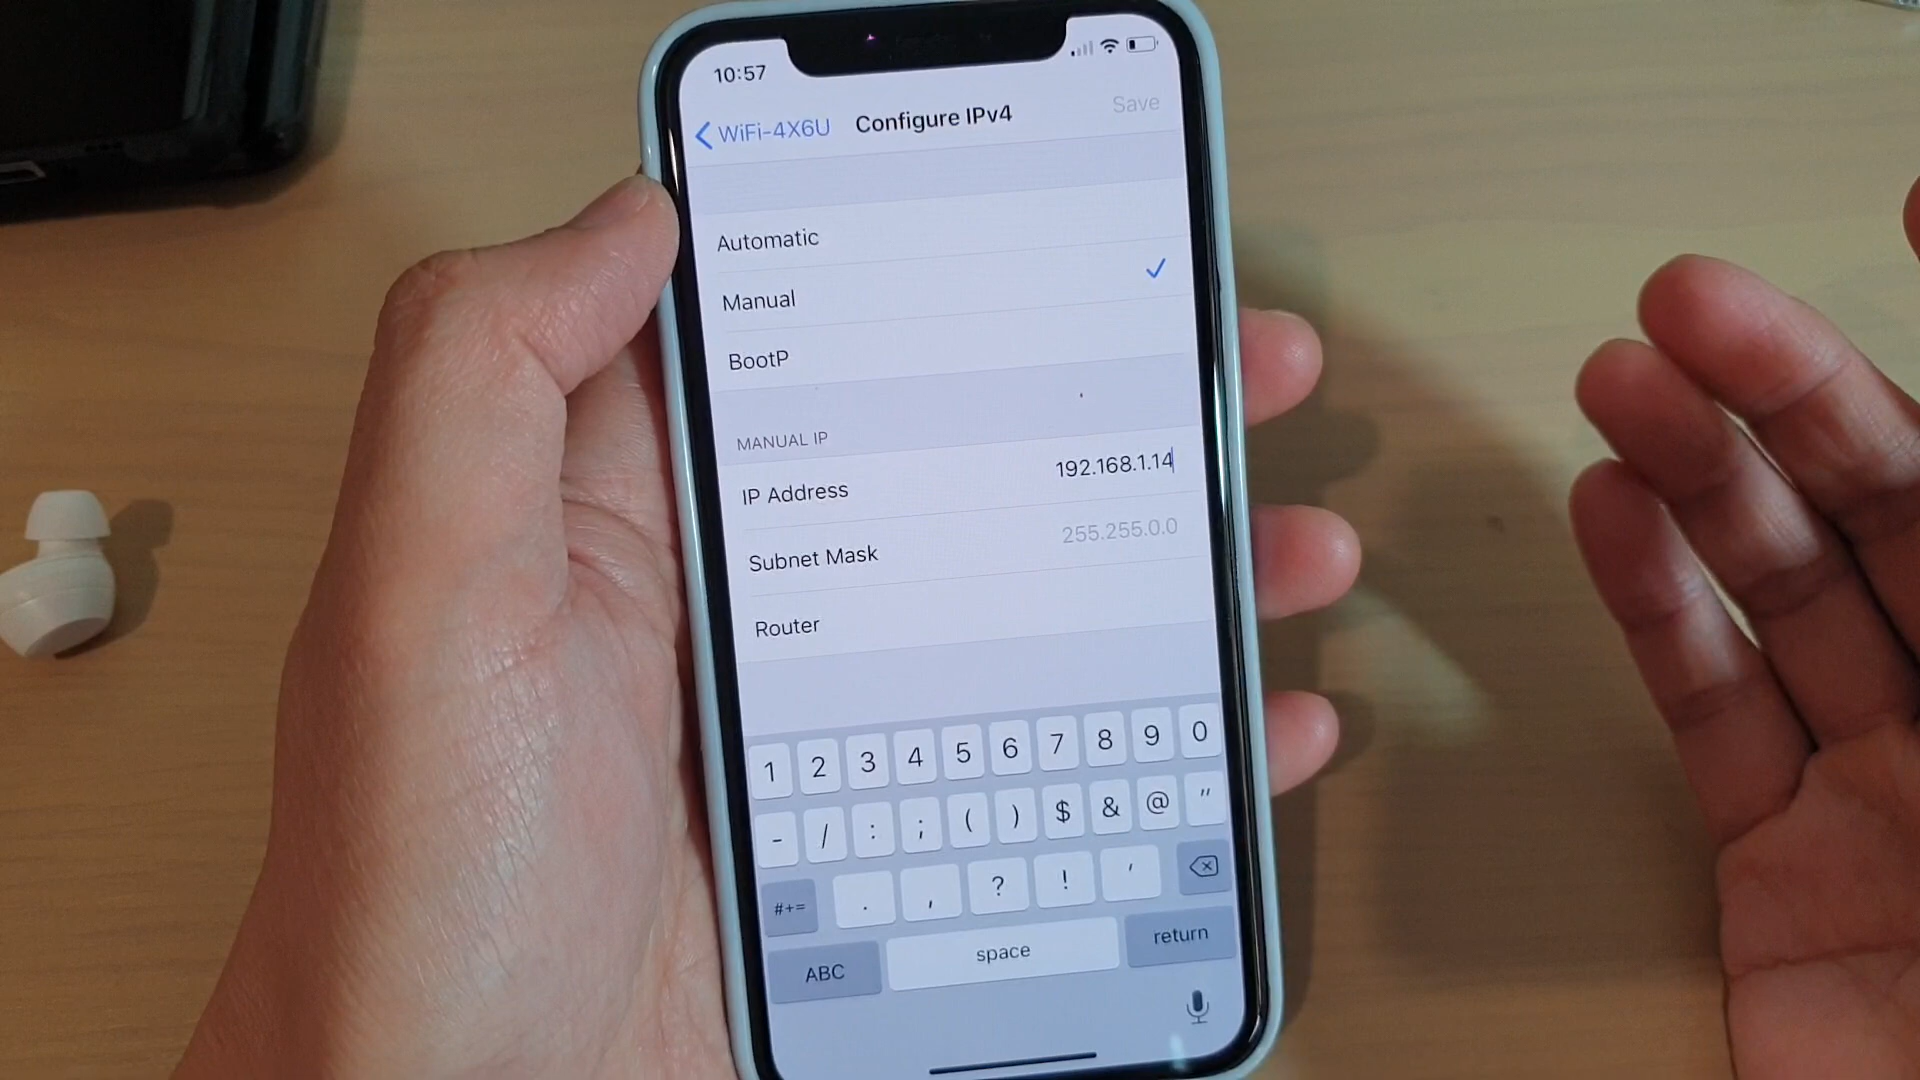 10:57
WiFi-4X6U Configure IPv4 Save
Automatic
Manual
BootP
MANUAL IP
IP Address 192.168.1.14
Subnet Mask 255.255.0.0
Router
1 2 3 4 5 6 7 8 9 0
- / : ; ( ) $ & @ "
#+= . , ? ! '
ABC space return